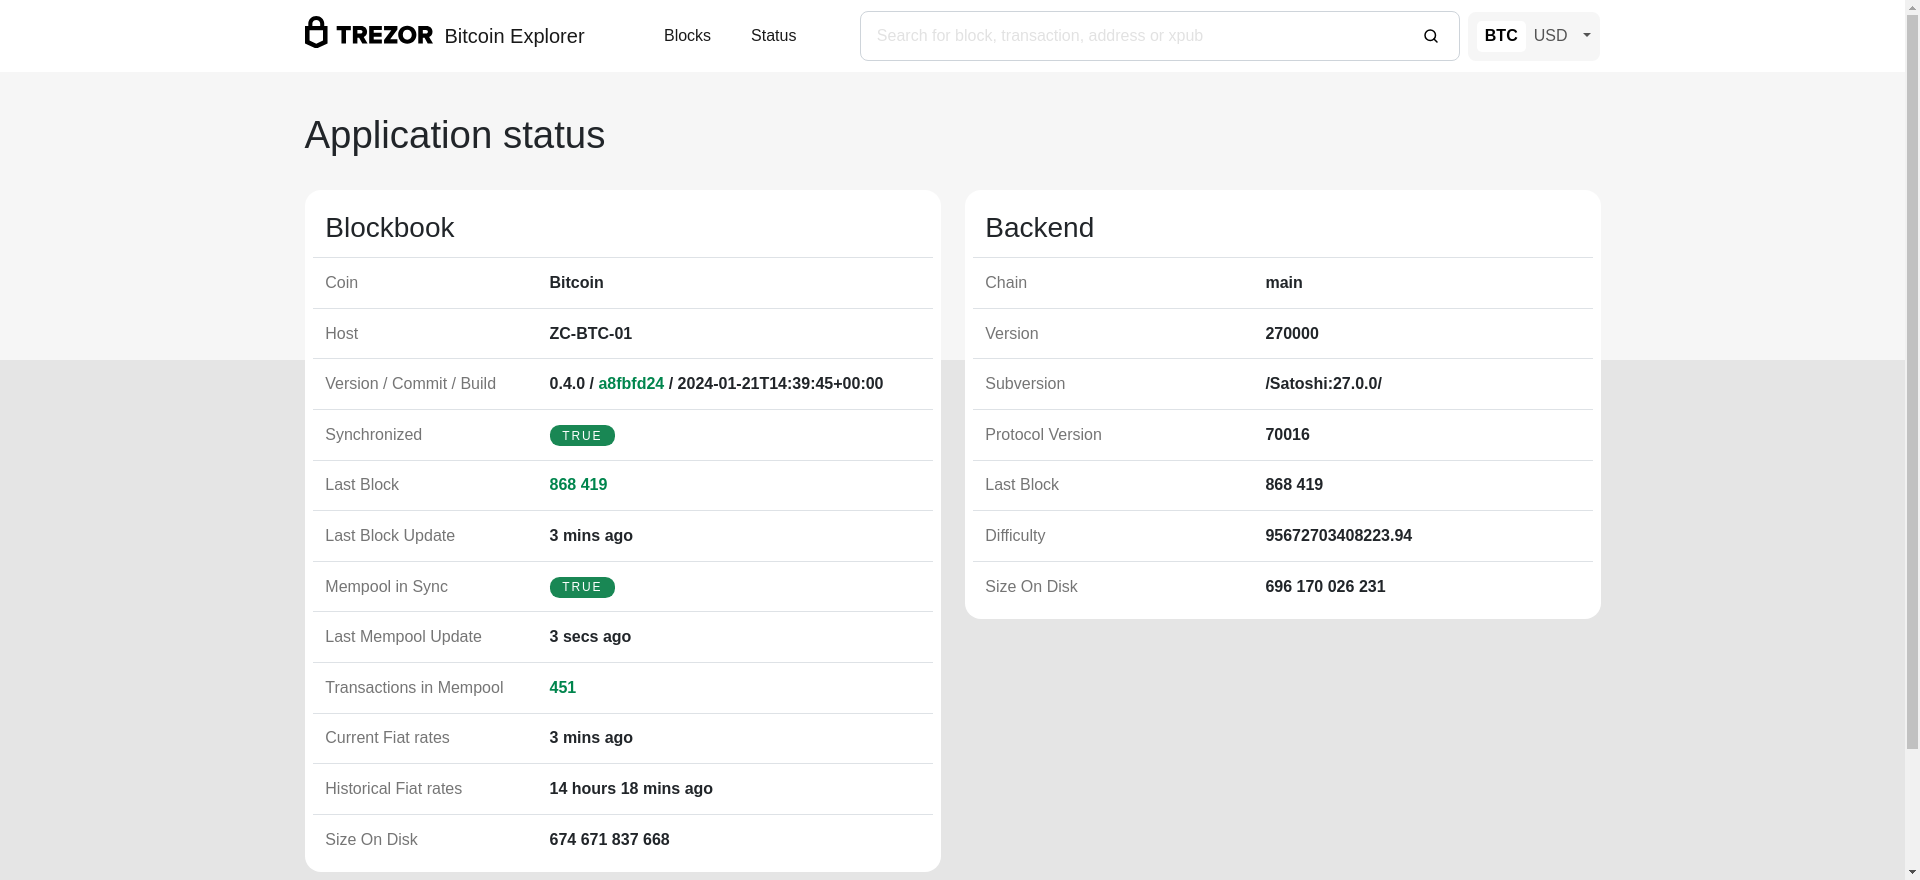 TREZOR Bitcoin Explorer Blocks Status Search for block, transaction, address or xpub BTC USD
Application status
Blockbook
Coin Bitcoin
Host ZC-BTC-01
Version / Commit / Build 0.4.0 / a8fbfd24 / 2024-01-21T14:39:45+00:00
Synchronized TRUE
Last Block 868 419
Last Block Update 3 mins ago
Mempool in Sync TRUE
Last Mempool Update 3 secs ago
Transactions in Mempool 451
Current Fiat rates 3 mins ago
Historical Fiat rates 14 hours 18 mins ago
Size On Disk 674 671 837 668
Backend
Chain main
Version 270000
Subversion /Satoshi:27.0.0/
Protocol Version 70016
Last Block 868 419
Difficulty 95672703408223.94
Size On Disk 696 170 026 231